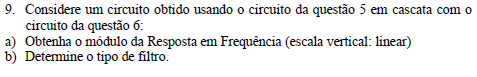 9. Considere um circuito obtido usando o circuito da questão 5 em cascata com o
circuito da questão 6:
a) Obtenha o módulo da Resposta em Frequência (escala vertical: linear)
b) Determine o tipo de filtro.